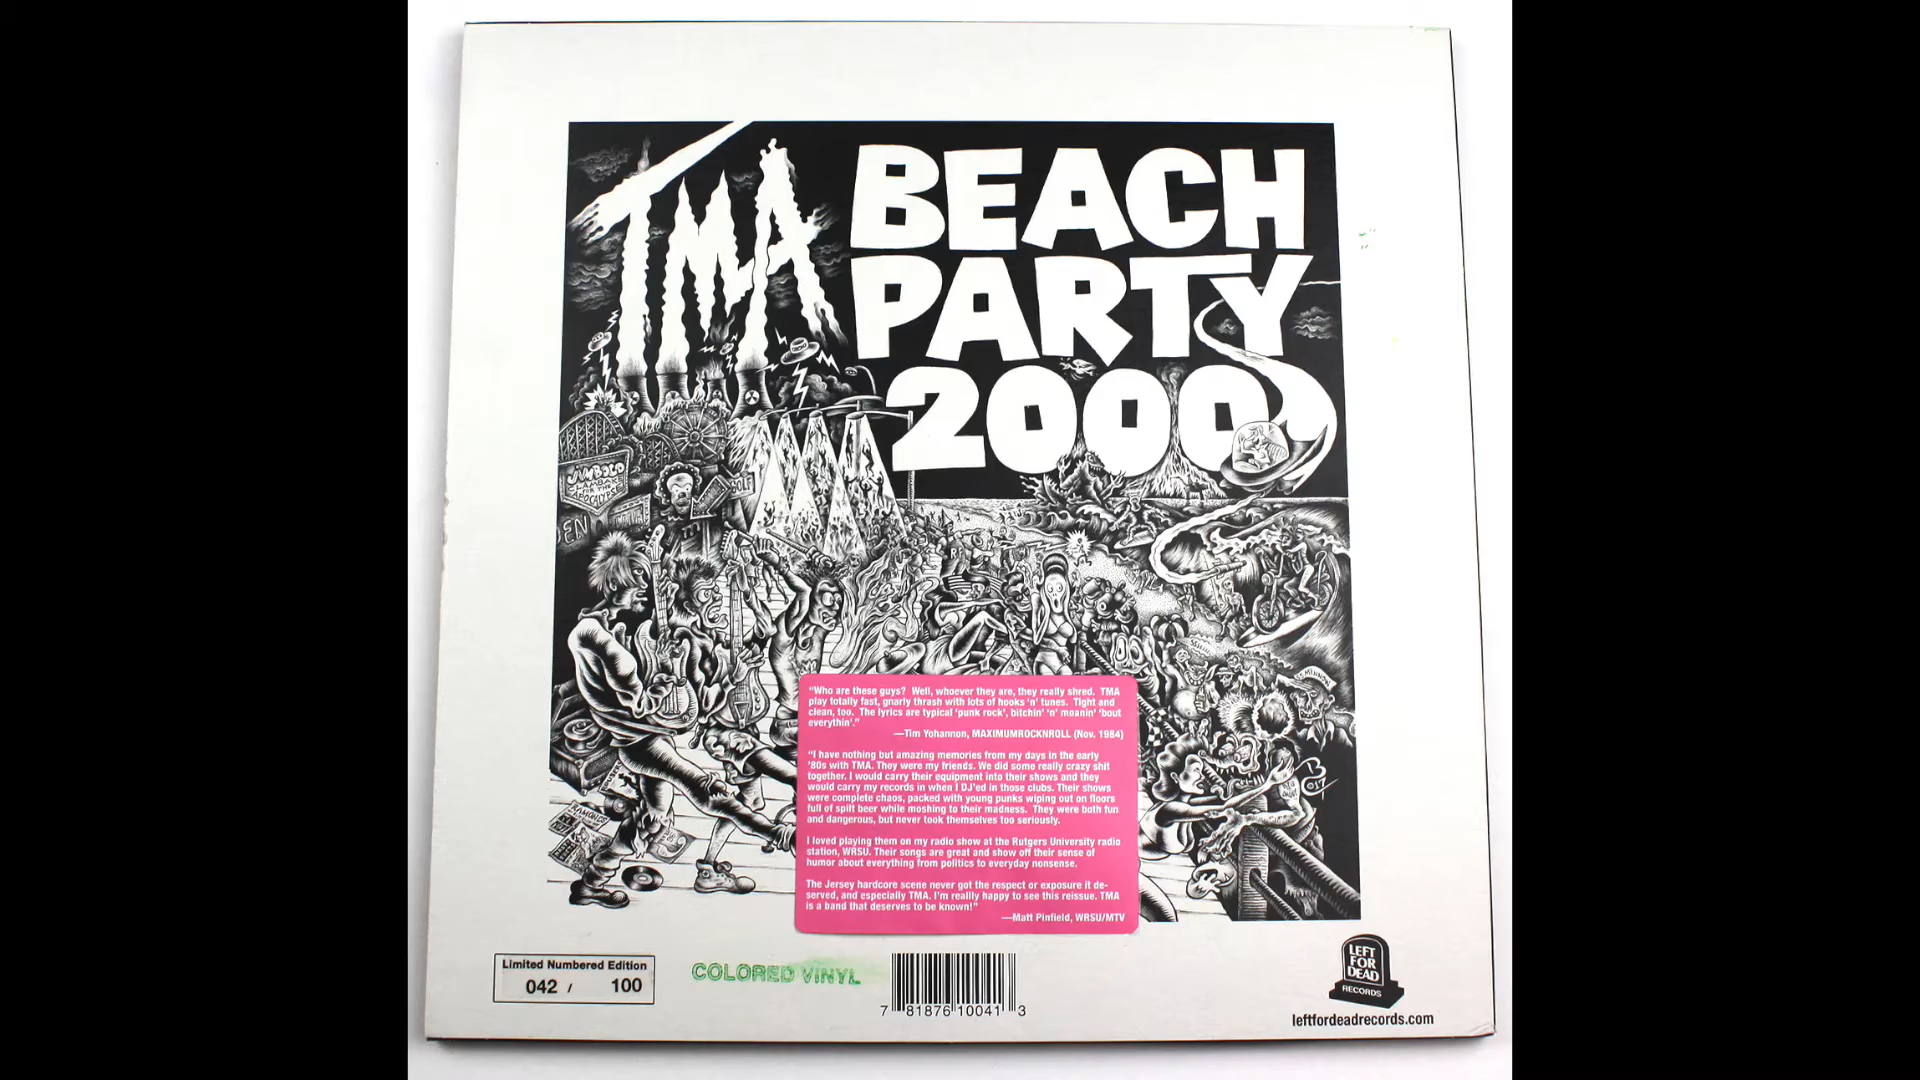 TMA
BEACH
PARTY
2000
JUMBOLO
CLAMBAKE
FOR THE
APOCALYPSE
GOLF
DEN
MINNOW
RAMONES
"Who are these guys?  Well, whoever they are, they really shred.  TMA
play totally fast, gnarly thrash with lots of hooks 'n' tunes.  Tight and
clean, too.  The lyrics are typical 'punk rock', bitchin' 'n' moanin' 'bout
everythin'."
—Tim Yohannon, MAXIMUMROCKNROLL (Nov. 1984)
"I have nothing but amazing memories from my days in the early
'80s with TMA. They were my friends. We did some really crazy shit
together. I would carry their equipment into their shows and they
would carry my records in when I DJ'ed in those clubs. Their shows
were complete chaos, packed with young punks wiping out on floors
full of spilt beer while moshing to their madness.  They were both fun
and dangerous, but never took themselves too seriously.
I loved playing them on my radio show at the Rutgers University radio
station, WRSU. Their songs are great and show off their sense of
humor about everything from politics to everyday nonsense.
The Jersey hardcore scene never got the respect or exposure it de-
served, and especially TMA. I'm really happy to see this reissue. TMA
is a band that deserves to be known!"
—Matt Pinfield, WRSU/MTV
Limited Numbered Edition
042 / 100
COLORED VINYL
7 81876 10041 3
LEFT
FOR
DEAD
RECORDS
leftfordeadrecords.com